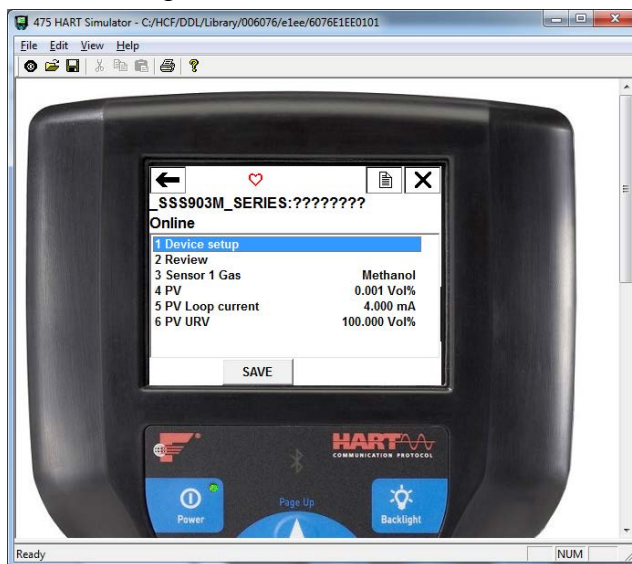 475 HART Simulator - C:/HCF/DDL/Library/006076/e1ee/6076E1EE0101
File Edit View Help
_SSS903M_SERIES:????????
Online
1 Device setup
2 Review
3 Sensor 1 Gas Methanol
4 PV 0.001 Vol%
5 PV Loop current 4.000 mA
6 PV URV 100.000 Vol%
SAVE
HART
COMMUNICATION PROTOCOL
Power
Page Up
Backlight
Ready NUM